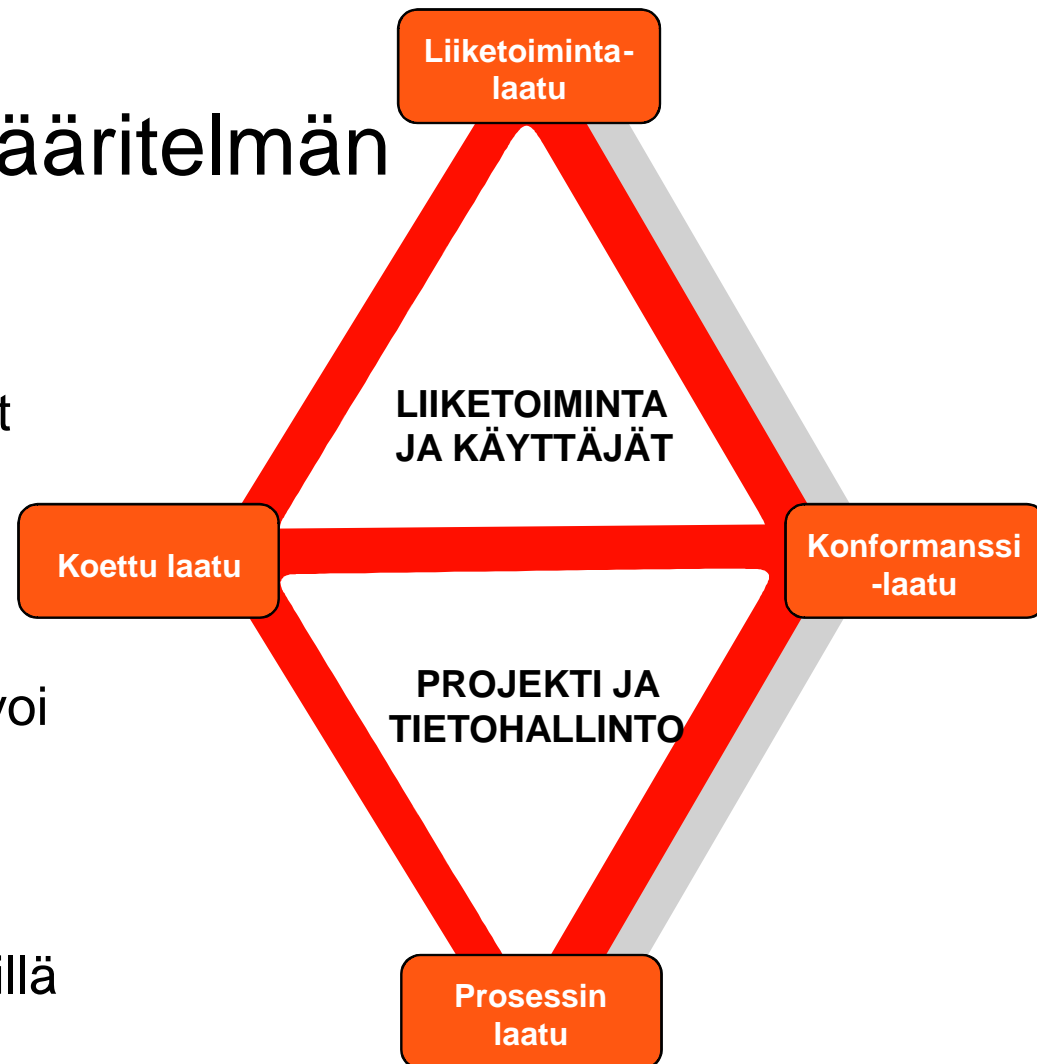 Liiketoiminta-
laatu
ääritelmän
LIIKETOIMINTA
JA KÄYTTÄJÄT
t
Koettu laatu
Konformanssi
-laatu
PROJEKTI JA
TIETOHALLINTO
voi
illä
Prosessin
laatu